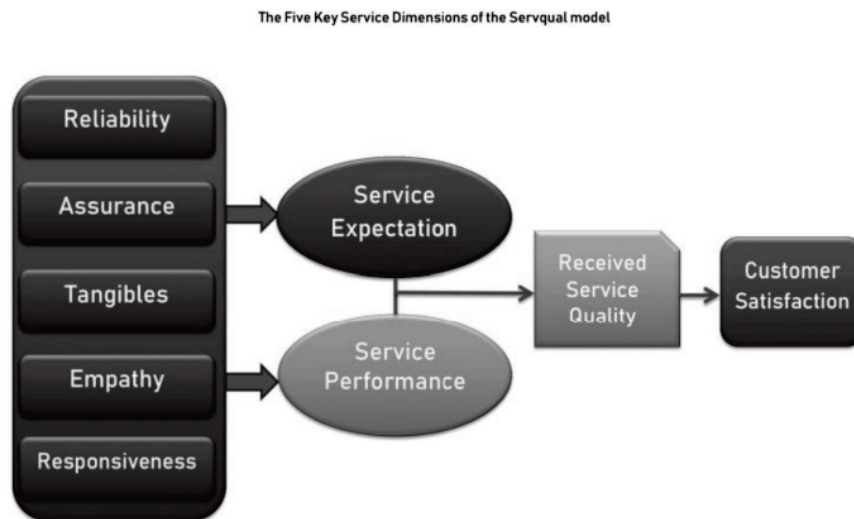 The Five Key Service Dimensions of the Servqual model
Reliability
Assurance
Tangibles
Empathy
Responsiveness
Service
Expectation
Service
Performance
Received
Service
Quality
Customer
Satisfaction